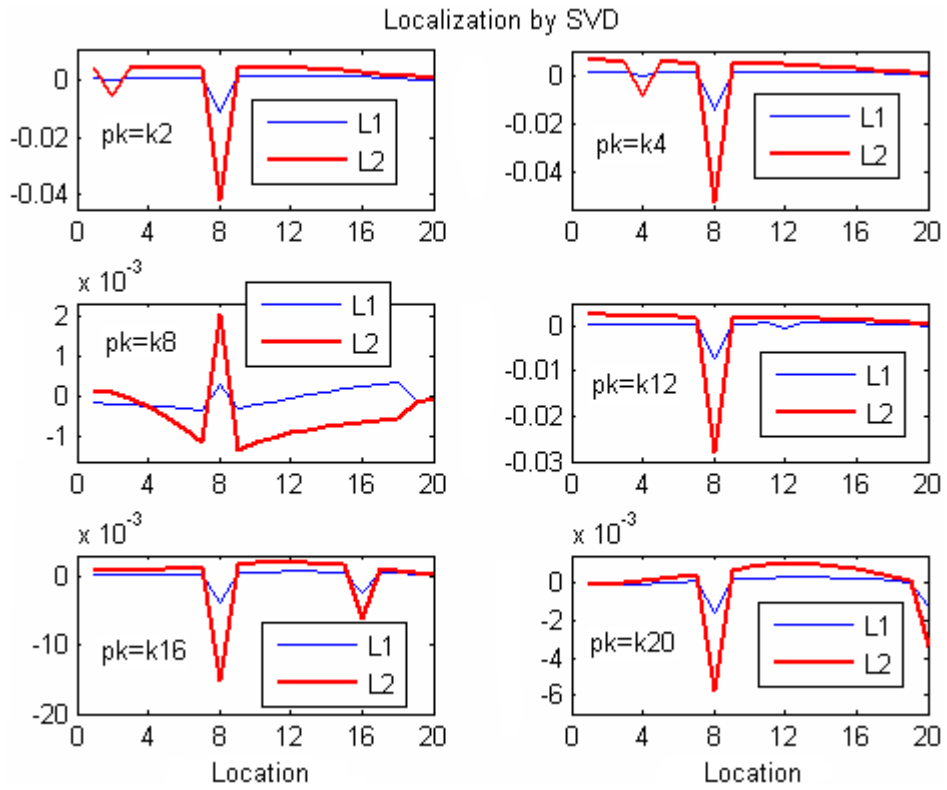 Localization by SVD
0
-0.02
-0.04
pk=k2
L1
L2
0 4 8 12 16 20
0
-0.02
-0.04
pk=k4
L1
L2
0 4 8 12 16 20
x 10^-3
2
1
0
-1
pk=k8
L1
L2
0 4 8 12 16 20
0
-0.01
-0.02
-0.03
pk=k12
L1
L2
0 4 8 12 16 20
x 10^-3
0
-10
-20
pk=k16
L1
L2
0 4 8 12 16 20
Location
x 10^-3
0
-2
-4
-6
pk=k20
L1
L2
0 4 8 12 16 20
Location